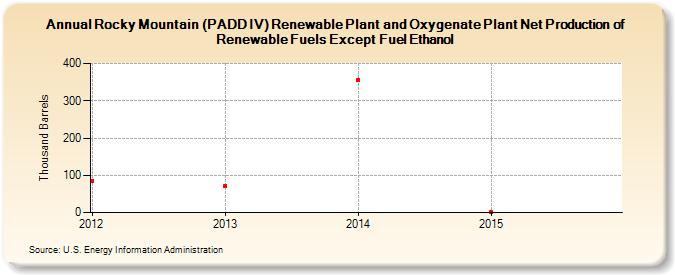 Annual Rocky Mountain (PADD IV) Renewable Plant and Oxygenate Plant Net Production of
Renewable Fuels Except Fuel Ethanol
Thousand Barrels
400
300
200
100
0
2012
2013
2014
2015
Source: U.S. Energy Information Administration